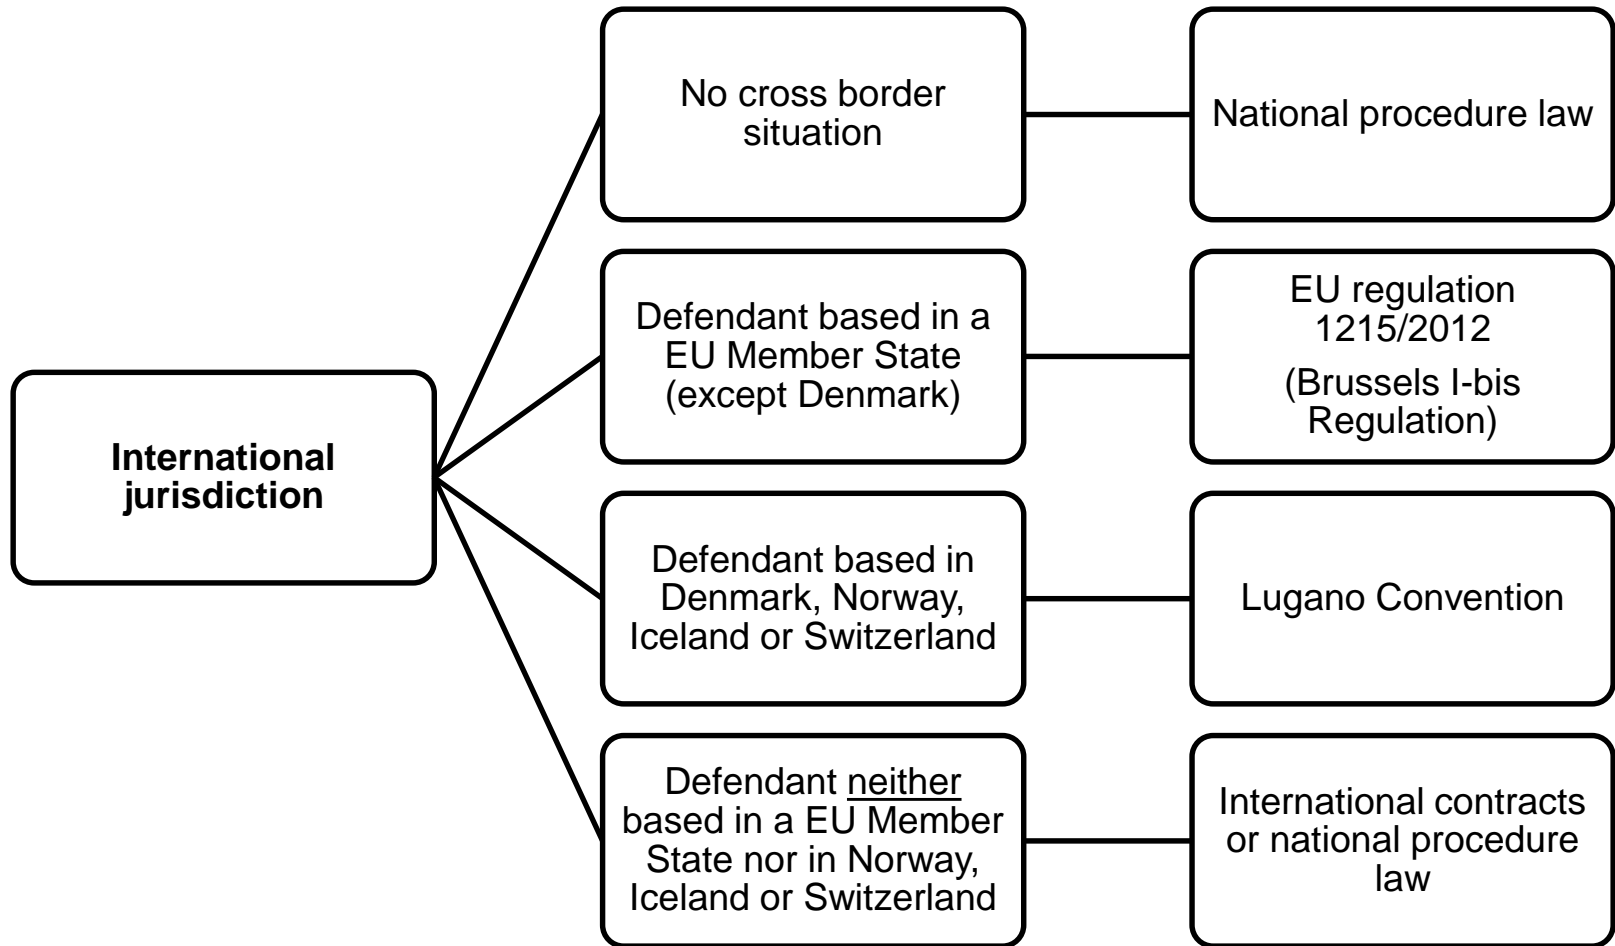 International
jurisdiction
No cross border
situation
National procedure law
Defendant based in a
EU Member State
(except Denmark)
EU regulation
1215/2012
(Brussels I-bis
Regulation)
Defendant based in
Denmark, Norway,
Iceland or Switzerland
Lugano Convention
Defendant neither
based in a EU Member
State nor in Norway,
Iceland or Switzerland
International contracts
or national procedure
law